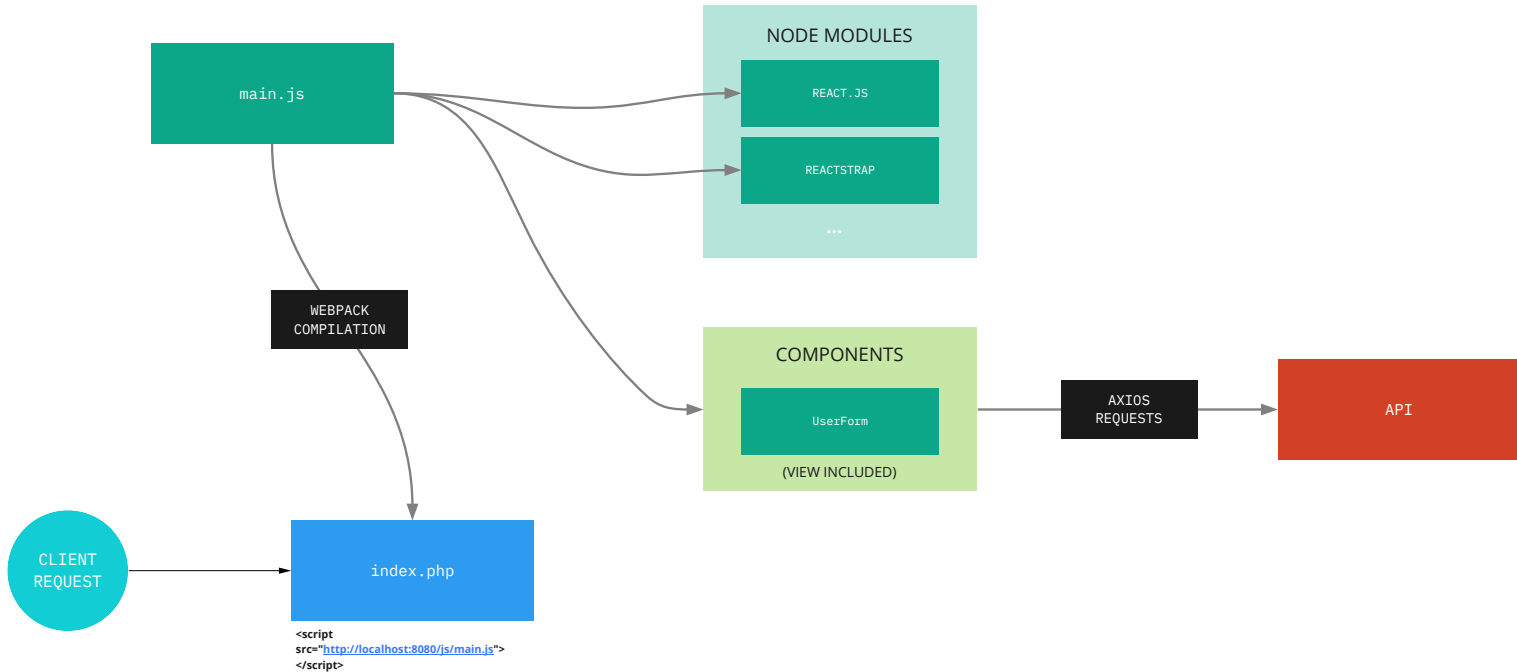 NODE MODULES
main.js
REACT.JS
REACTSTRAP
...
WEBPACK
COMPILATION
COMPONENTS
UserForm
(VIEW INCLUDED)
AXIOS
REQUESTS
API
CLIENT
REQUEST
index.php
<script
src="http://localhost:8080/js/main.js">
</script>